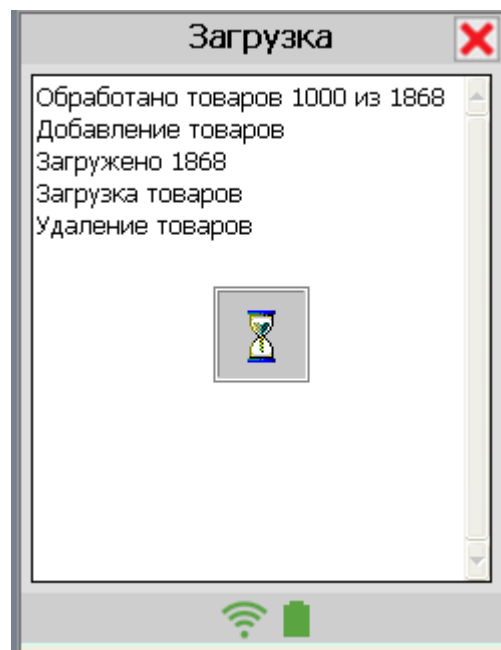 Загрузка
Обработано товаров 1000 из 1868
Добавление товаров
Загружено 1868
Загрузка товаров
Удаление товаров